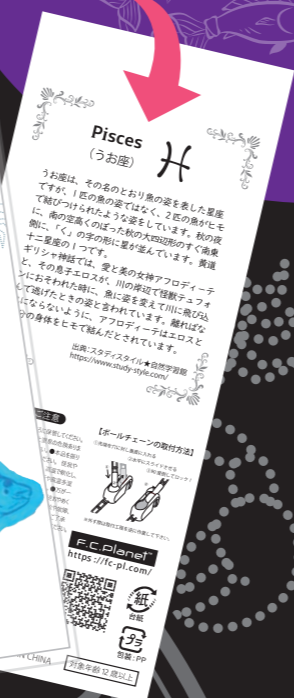 Pisces
(うお座)
うお座は、その名のとおり魚の姿を表した星座
ですが、1匹の魚の姿ではなく、2匹の魚がヒモ
で結びつけられたような姿をしています。秋の夜
に、南の空高くのぼった秋の大四辺形のすぐ南東
側に、「く」の字の形に星が並んでいます。黄道
十二星座の1つです。
ギリシャ神話では、愛と美の女神アフロディーテ
と、その息子エロスが、川の岸辺で怪獣テュフォ
ンにおそわれた時に、魚に姿を変えて川に飛び込
んで逃げたときの姿と言われています。離ればな
にならないように、アフロディーテはエロスと
の身体をヒモで結んだとされています。
出典:スタディスタイル★自然学習館
https://www.study-style.com/
ご注意
【ボールチェーンの取付方法】
F.C.Planet
https://fc-pl.com/
紙
台紙
プラ
包装:PP
CHINA
対象年齢12歳以上